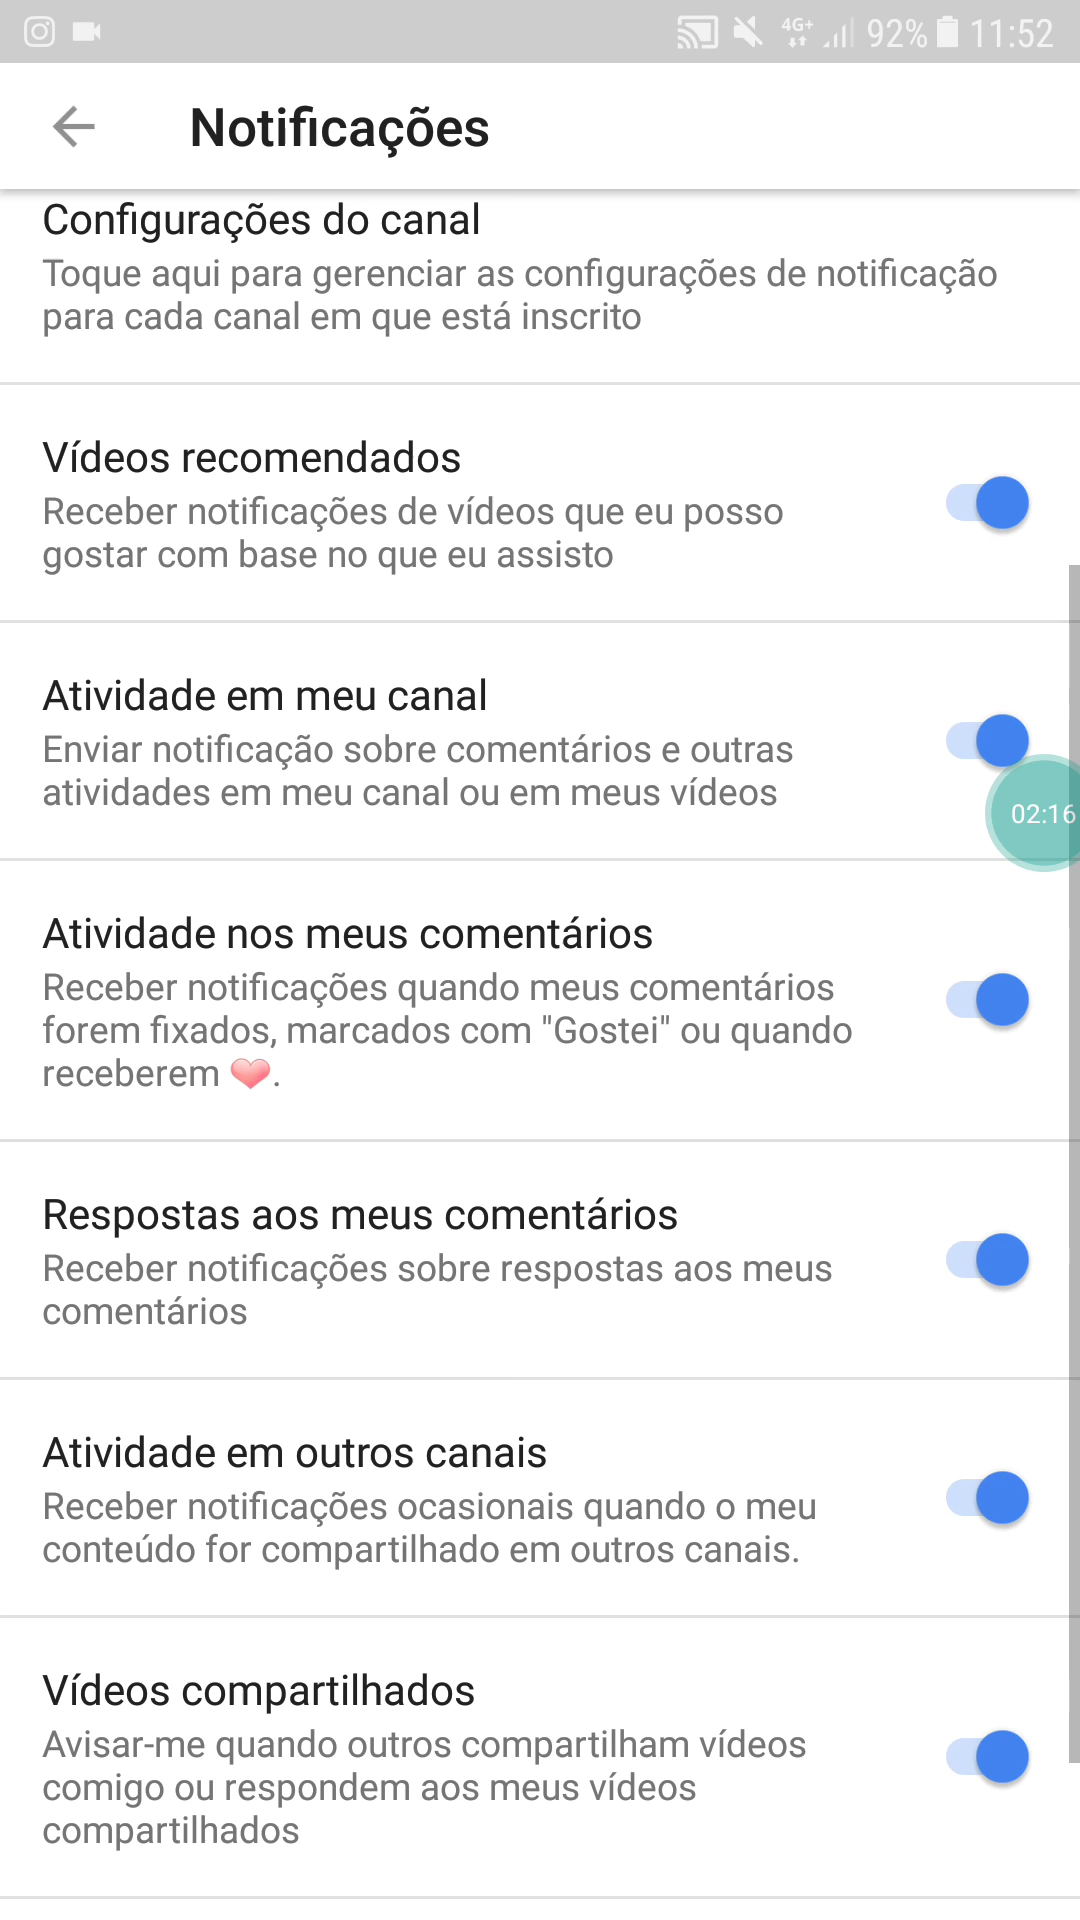 4G+ 92% 11:52
Notificações
Configurações do canal
Toque aqui para gerenciar as configurações de notificação
para cada canal em que está inscrito
Vídeos recomendados
Receber notificações de vídeos que eu posso
gostar com base no que eu assisto
Atividade em meu canal
Enviar notificação sobre comentários e outras
atividades em meu canal ou em meus vídeos
02:16
Atividade nos meus comentários
Receber notificações quando meus comentários
forem fixados, marcados com "Gostei" ou quando
receberem ❤.
Respostas aos meus comentários
Receber notificações sobre respostas aos meus
comentários
Atividade em outros canais
Receber notificações ocasionais quando o meu
conteúdo for compartilhado em outros canais.
Vídeos compartilhados
Avisar-me quando outros compartilham vídeos
comigo ou respondem aos meus vídeos
compartilhados